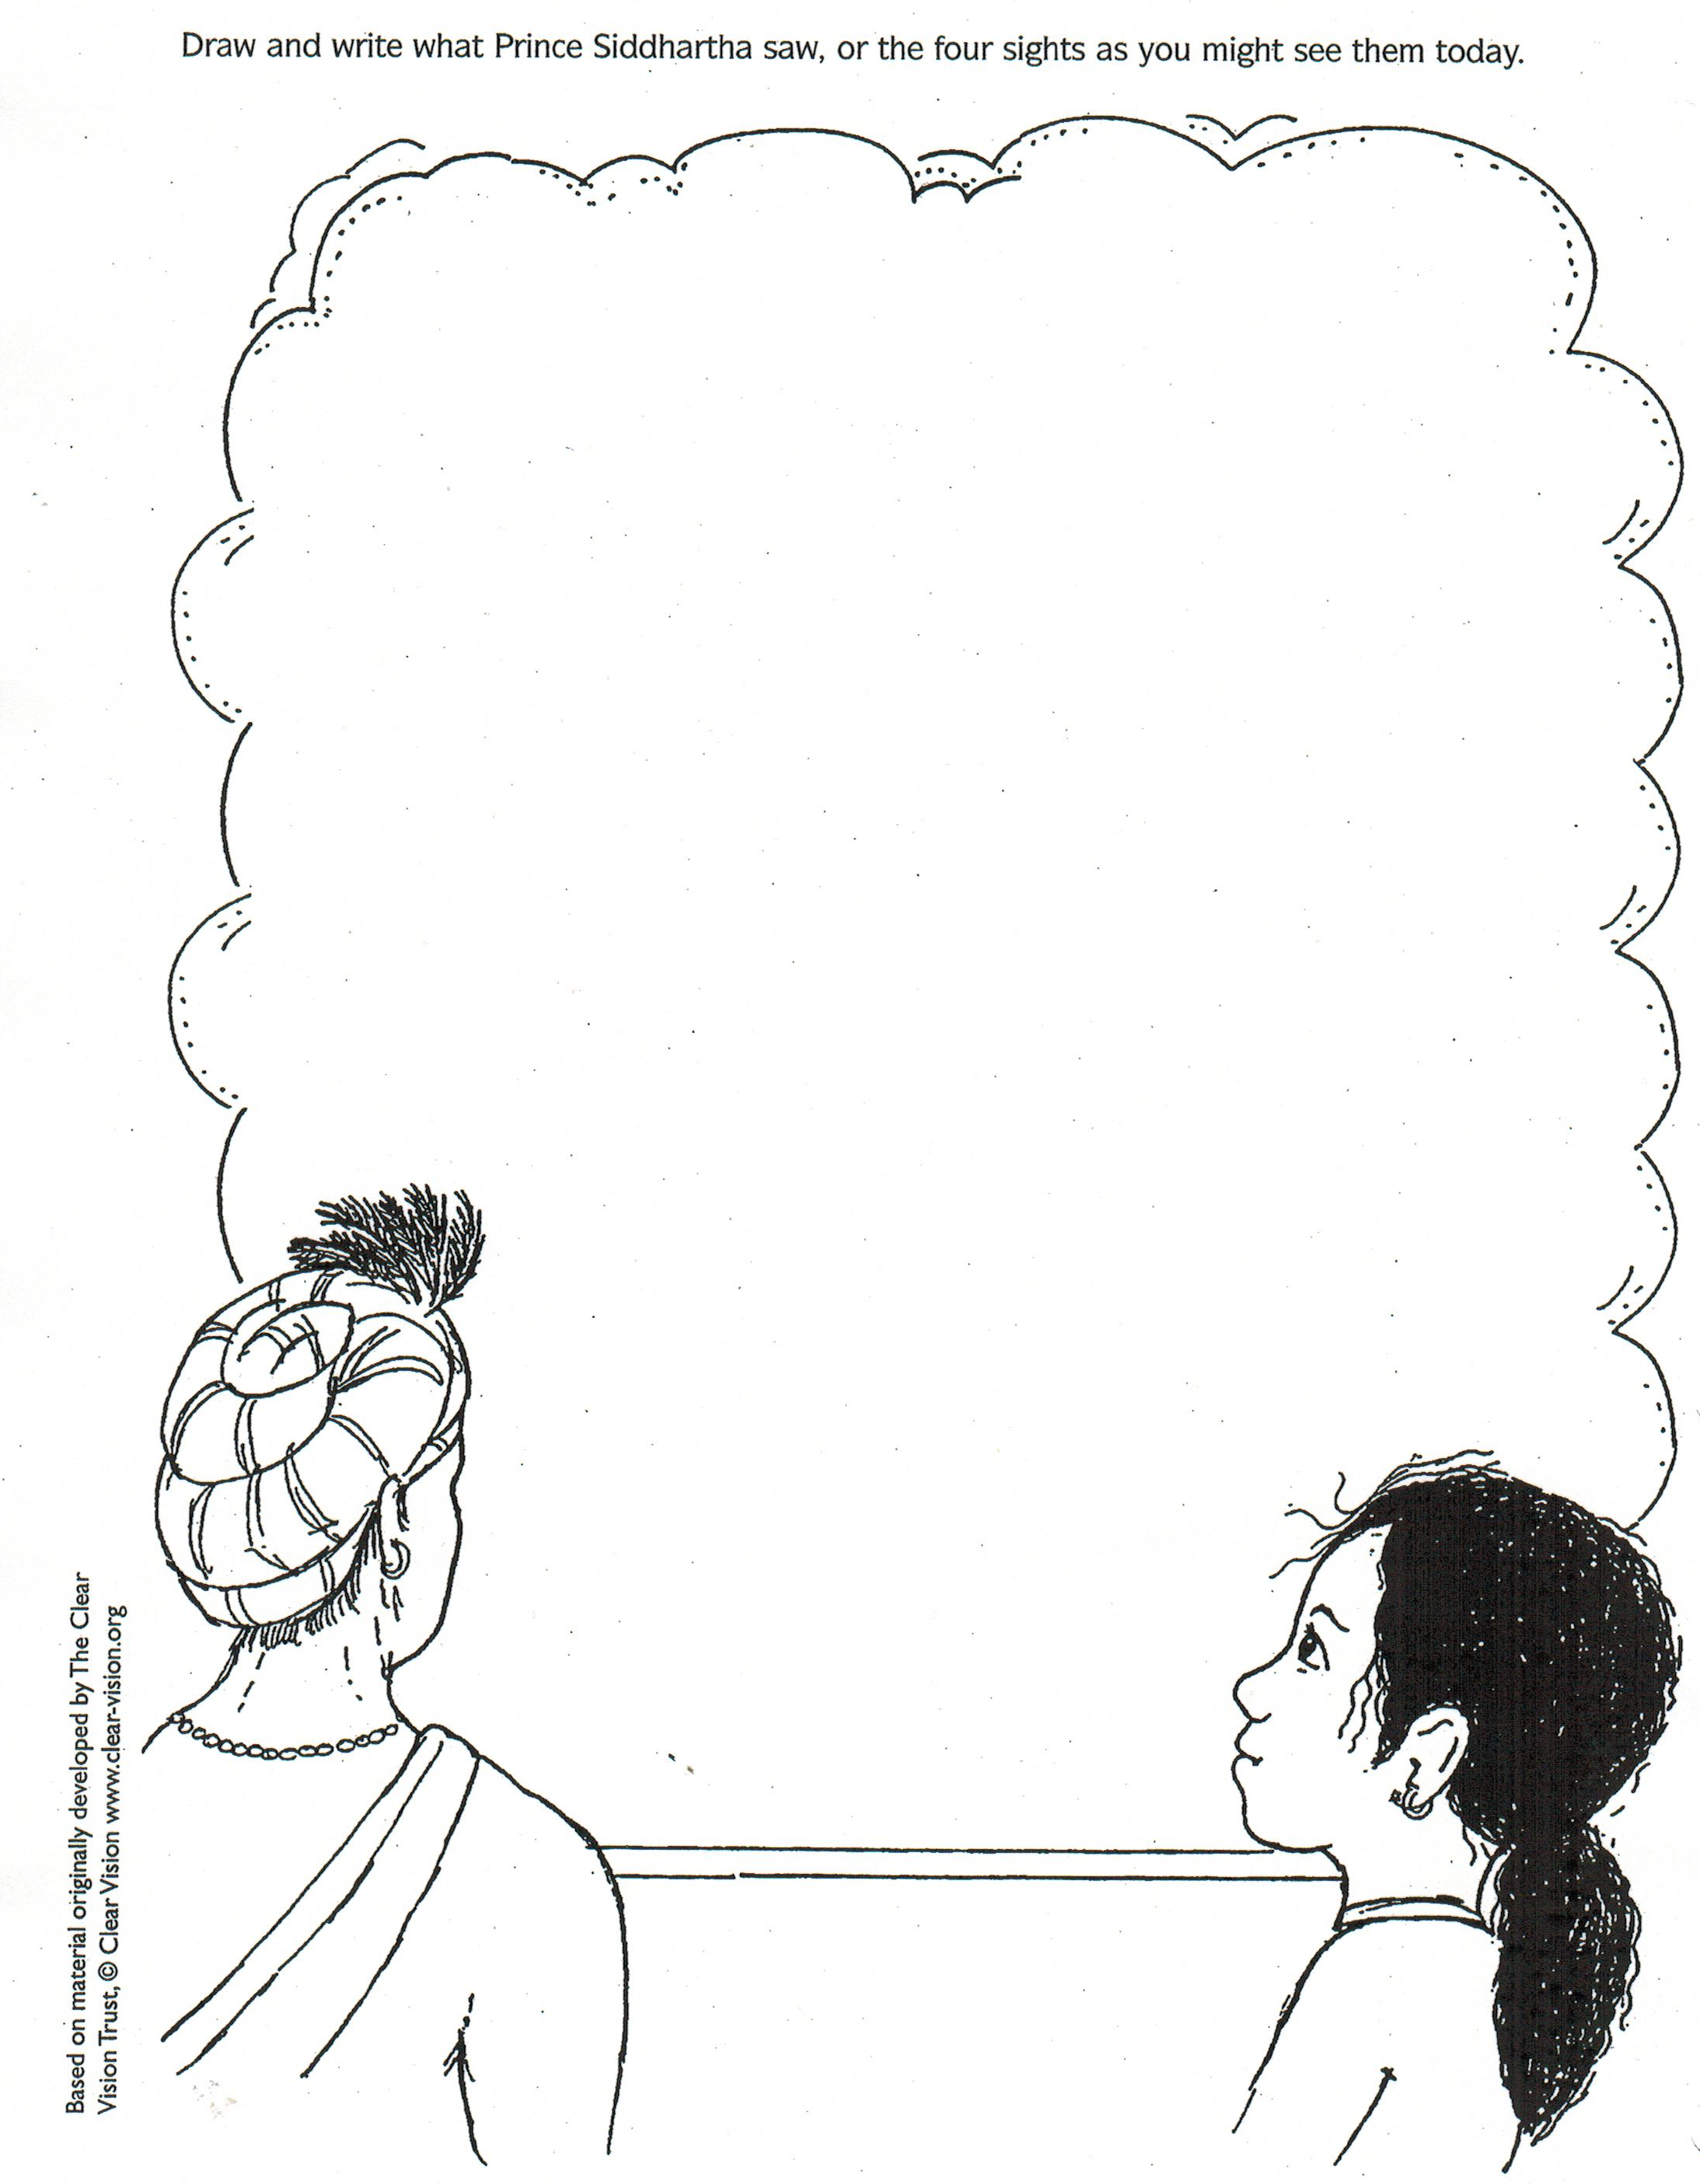 Draw and write what Prince Siddhartha saw, or the four sights as you might see them today.
Based on material originally developed by The Clear
Vision Trust, © Clear Vision www.clear-vision.org